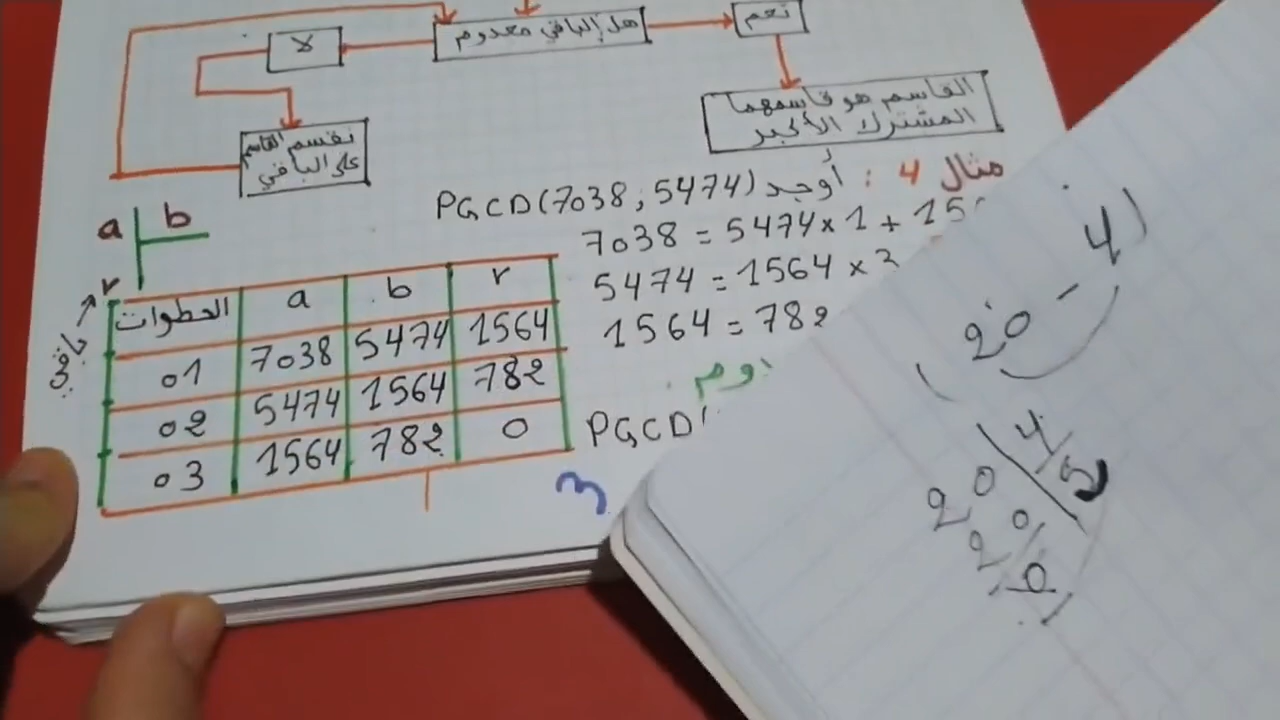 هل الباقي معدوم
نعم
لا
القاسم هو قاسمهما
المشترك الأكبر
نقسم القاسم
على الباقي
مثال 4 : أوجد PGCD(7038; 5474)
7038 = 5474 x 1 + 15
5474 = 1564 x 3
1564 = 782
PGCD
a b
r
باقي
الخطوات a b r
01 7038 5474 1564
02 5474 1564 782
03 1564 782 0
(20 - 4)
20 4
20 5
0